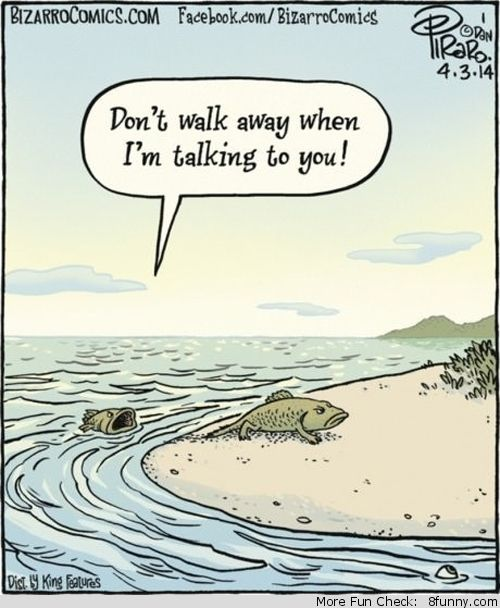 BIZARROCOMICS.COM Facebook.com/BizarroComics
1
©DAN
PIRARO.
4.3.14
Don't walk away when
I'm talking to you!
Dist. by King Features
More Fun Check: 8funny.com